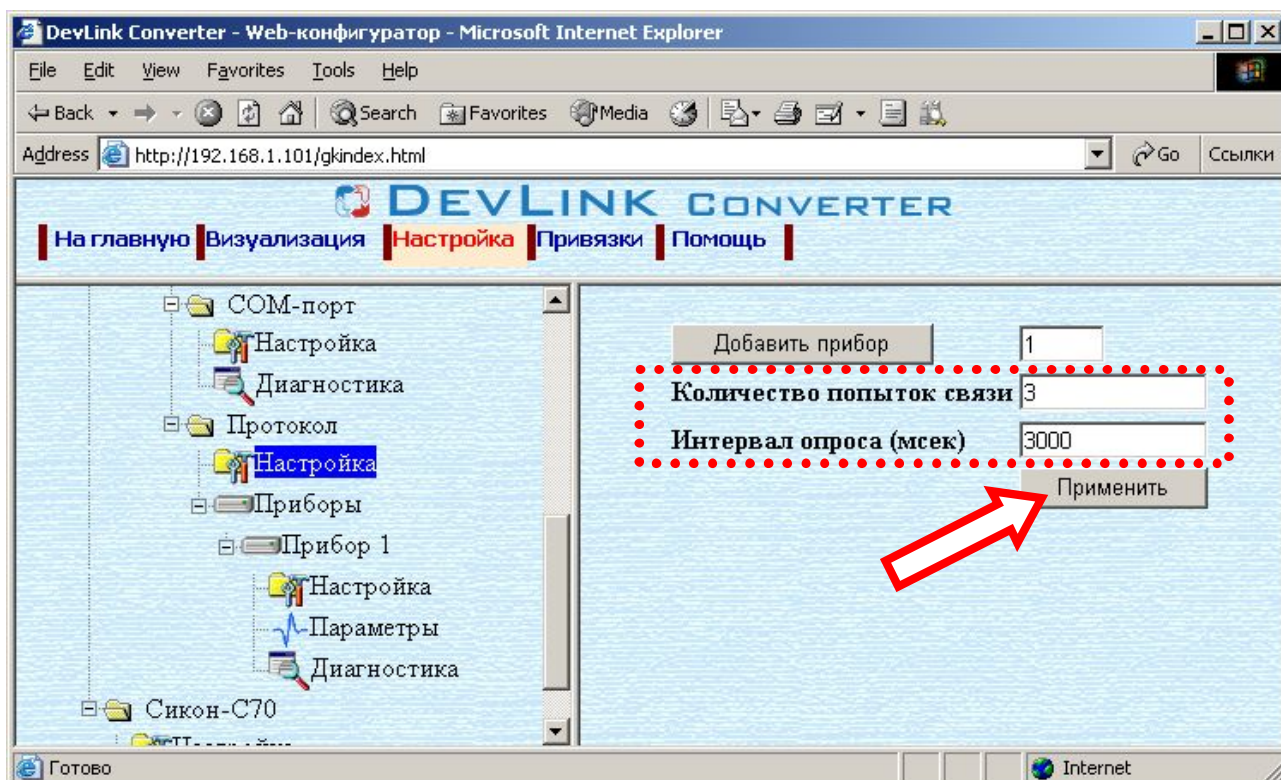 DevLink Converter - Web-конфигуратор - Microsoft Internet Explorer
File Edit View Favorites Tools Help
Back Search Favorites Media
Address http://192.168.1.101/gkindex.html Go Ссылки
DEVLINK CONVERTER
На главную Визуализация Настройка Привязки Помощь
COM-порт
Настройка
Диагностика
Протокол
Настройка
Приборы
Прибор 1
Настройка
Параметры
Диагностика
Сикон-С70
Добавить прибор 1
Количество попыток связи 3
Интервал опроса (мсек) 3000
Применить
Готово Internet